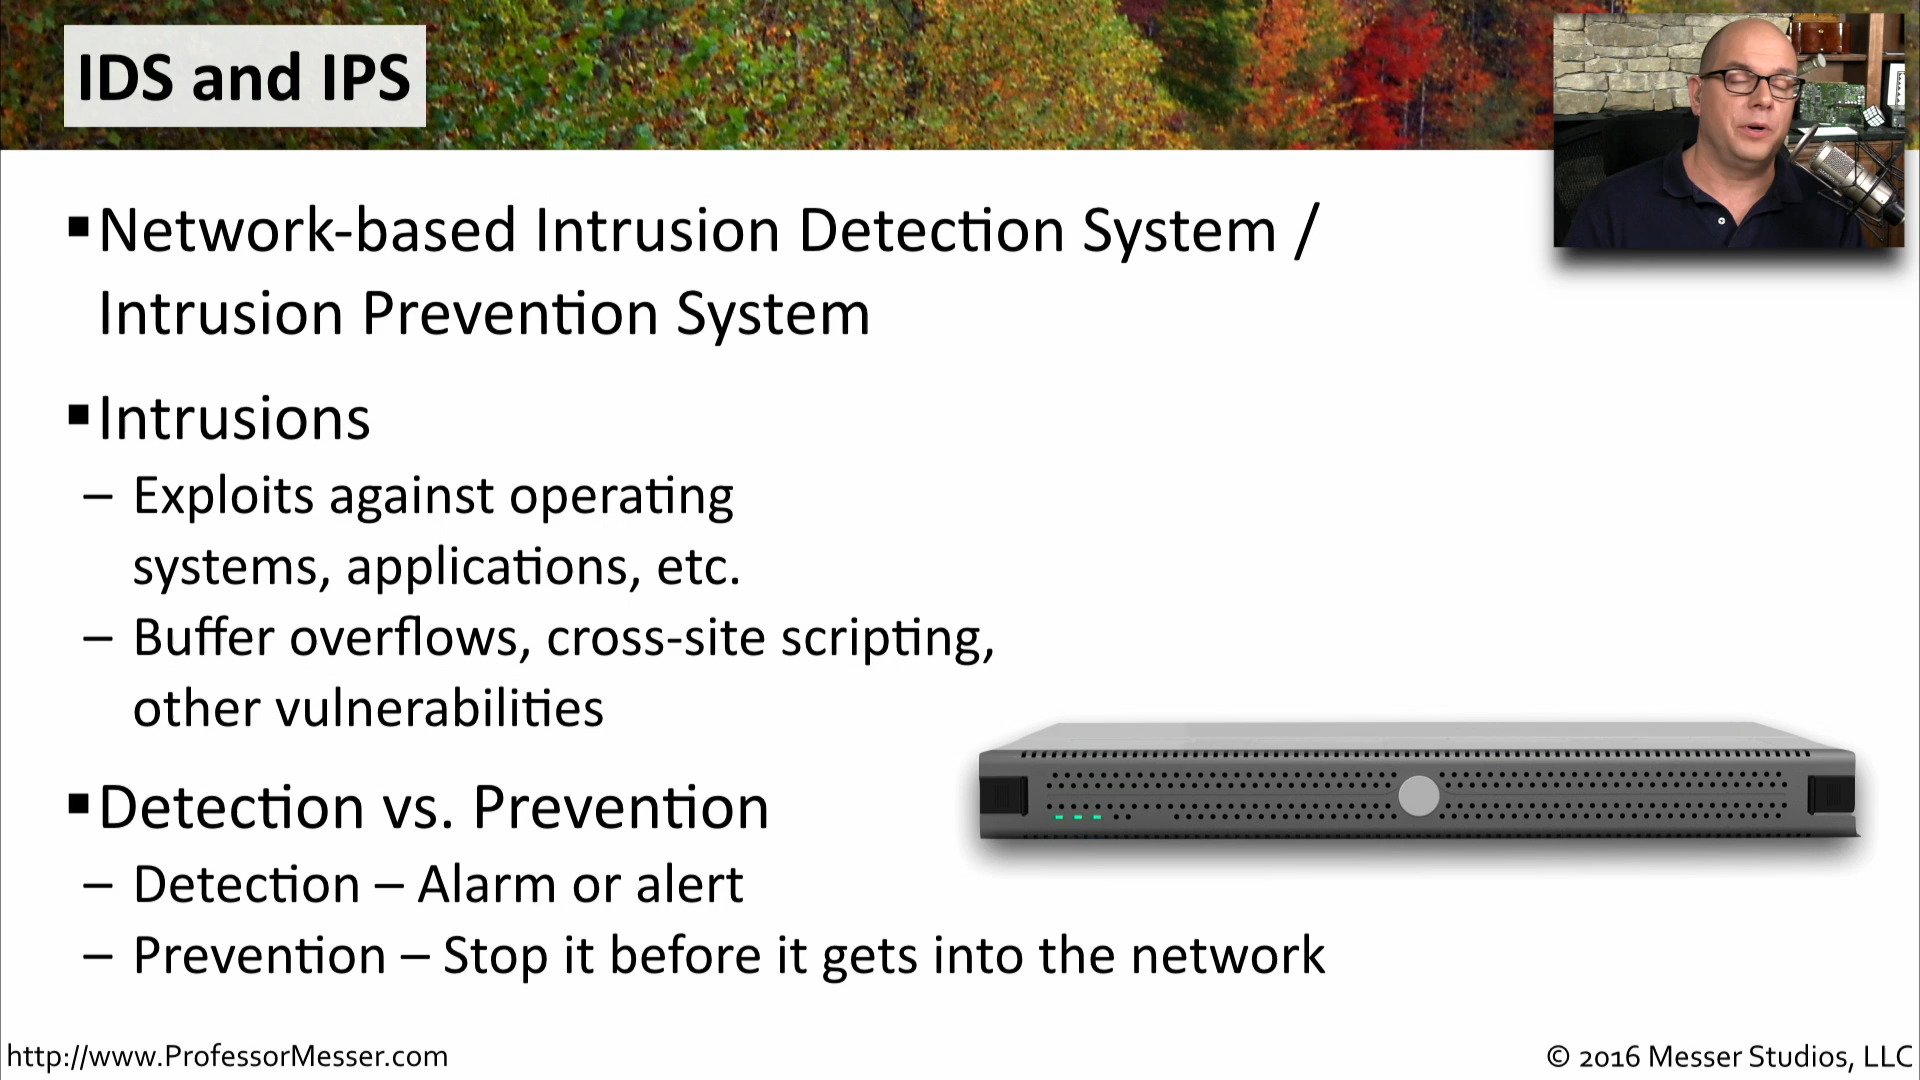 IDS and IPS
▪Network-based Intrusion Detection System /
Intrusion Prevention System
▪Intrusions
– Exploits against operating
systems, applications, etc.
– Buffer overflows, cross-site scripting,
other vulnerabilities
▪Detection vs. Prevention
– Detection – Alarm or alert
– Prevention – Stop it before it gets into the network
http://www.ProfessorMesser.com
© 2016 Messer Studios, LLC